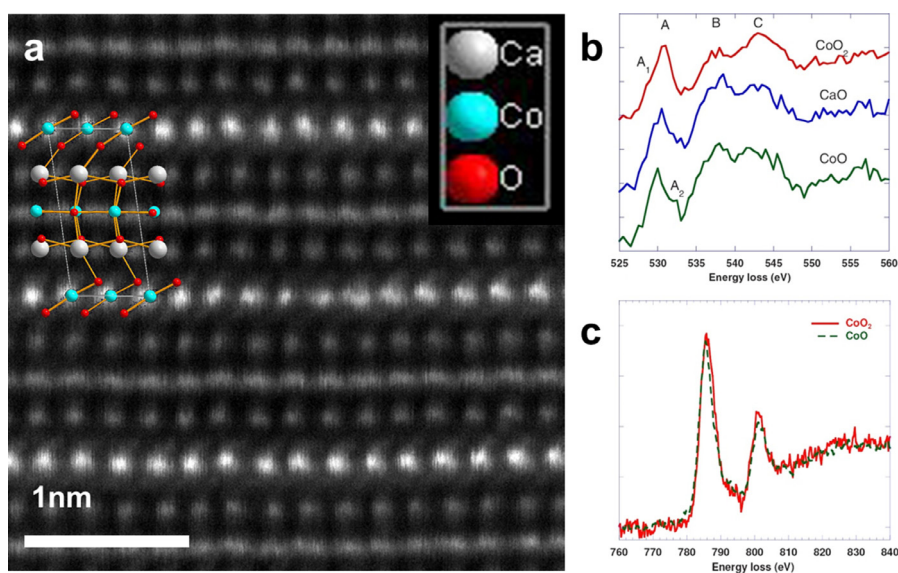 a
Ca
Co
O
1nm
b
A
B
C
A₁
CoO₂
CaO
A₂
CoO
525 530 535 540 545 550 555 560
Energy loss (eV)
c
CoO₂
CoO
760 770 780 790 800 810 820 830 840
Energy loss (eV)